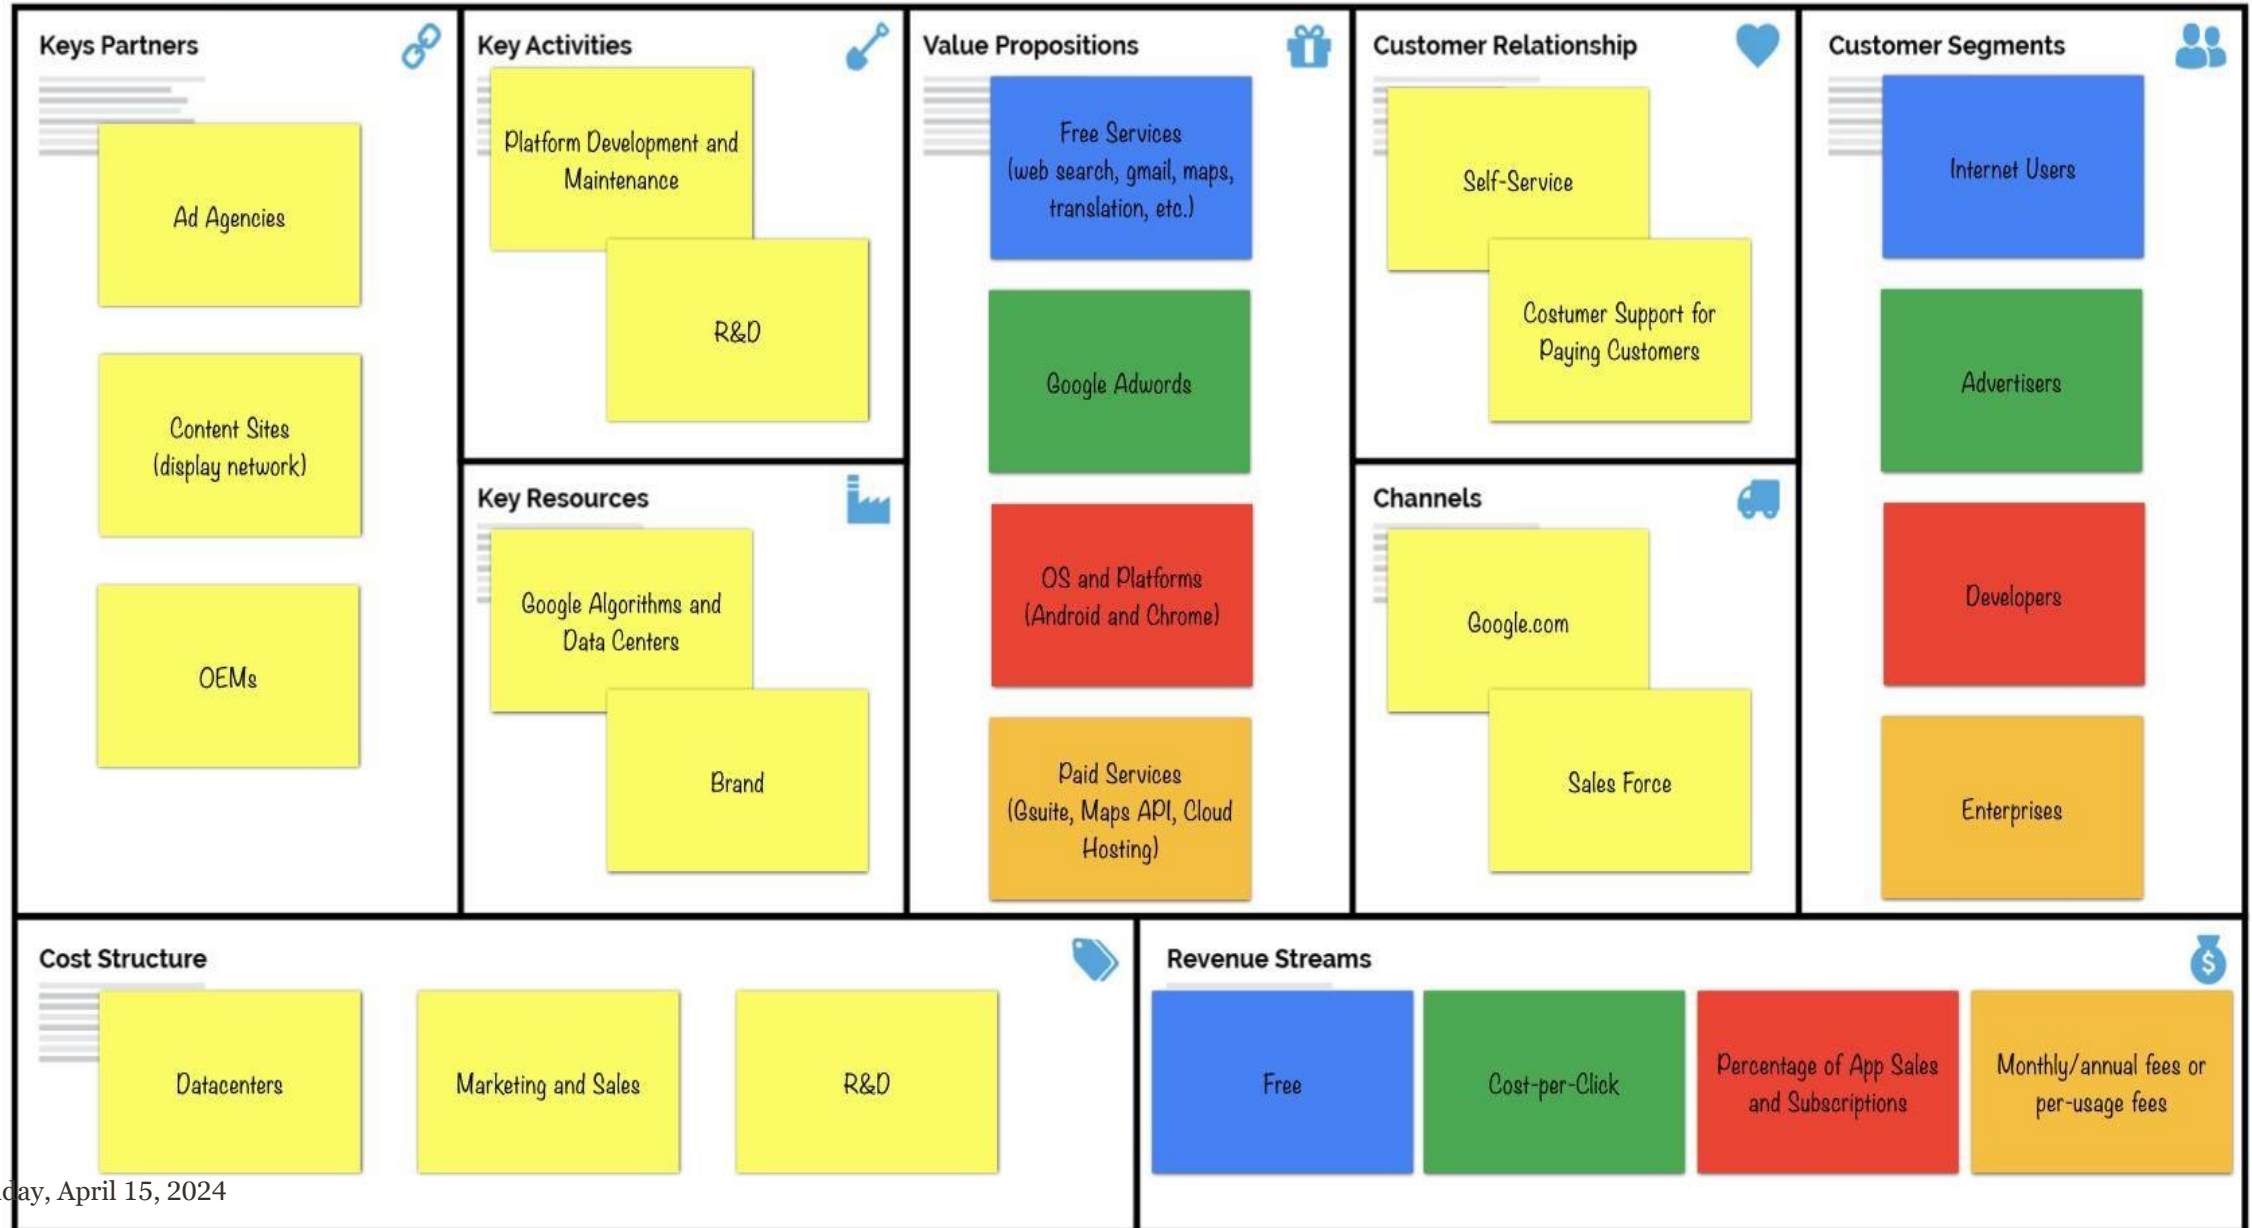 Keys Partners
Ad Agencies
Content Sites
(display network)
OEMs
Key Activities
Platform Development and
Maintenance
R&D
Key Resources
Google Algorithms and
Data Centers
Brand
Value Propositions
Free Services
(web search, gmail, maps,
translation, etc.)
Google Adwords
OS and Platforms
(Android and Chrome)
Paid Services
(Gsuite, Maps API, Cloud
Hosting)
Customer Relationship
Self-Service
Costumer Support for
Paying Customers
Channels
Google.com
Sales Force
Customer Segments
Internet Users
Advertisers
Developers
Enterprises
Cost Structure
Datacenters
Marketing and Sales
R&D
Revenue Streams
$
Free
Cost-per-Click
Percentage of App Sales
and Subscriptions
Monthly/annual fees or
per-usage fees
day, April 15, 2024